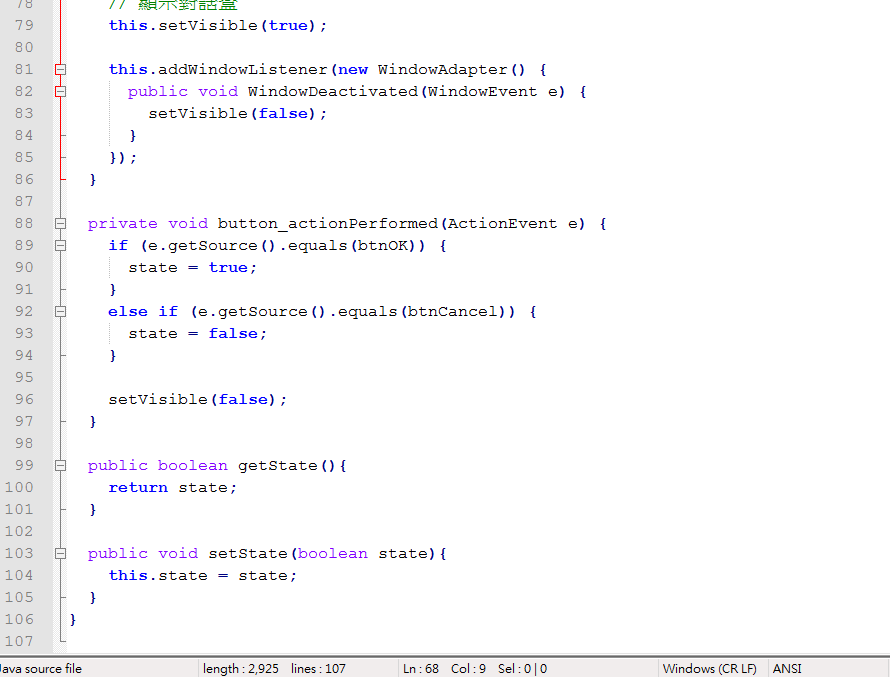 78 // 顯示對話盒
79 this.setVisible(true);
80
81 this.addWindowListener(new WindowAdapter() {
82 public void WindowDeactivated(WindowEvent e) {
83 setVisible(false);
84 }
85 });
86 }
87
88 private void button_actionPerformed(ActionEvent e) {
89 if (e.getSource().equals(btnOK)) {
90 state = true;
91 }
92 else if (e.getSource().equals(btnCancel)) {
93 state = false;
94 }
95
96 setVisible(false);
97 }
98
99 public boolean getState(){
100 return state;
101 }
102
103 public void setState(boolean state){
104 this.state = state;
105 }
106 }
107
Java source file length : 2,925 lines : 107 Ln : 68 Col : 9 Sel : 0 | 0 Windows (CR LF) ANSI